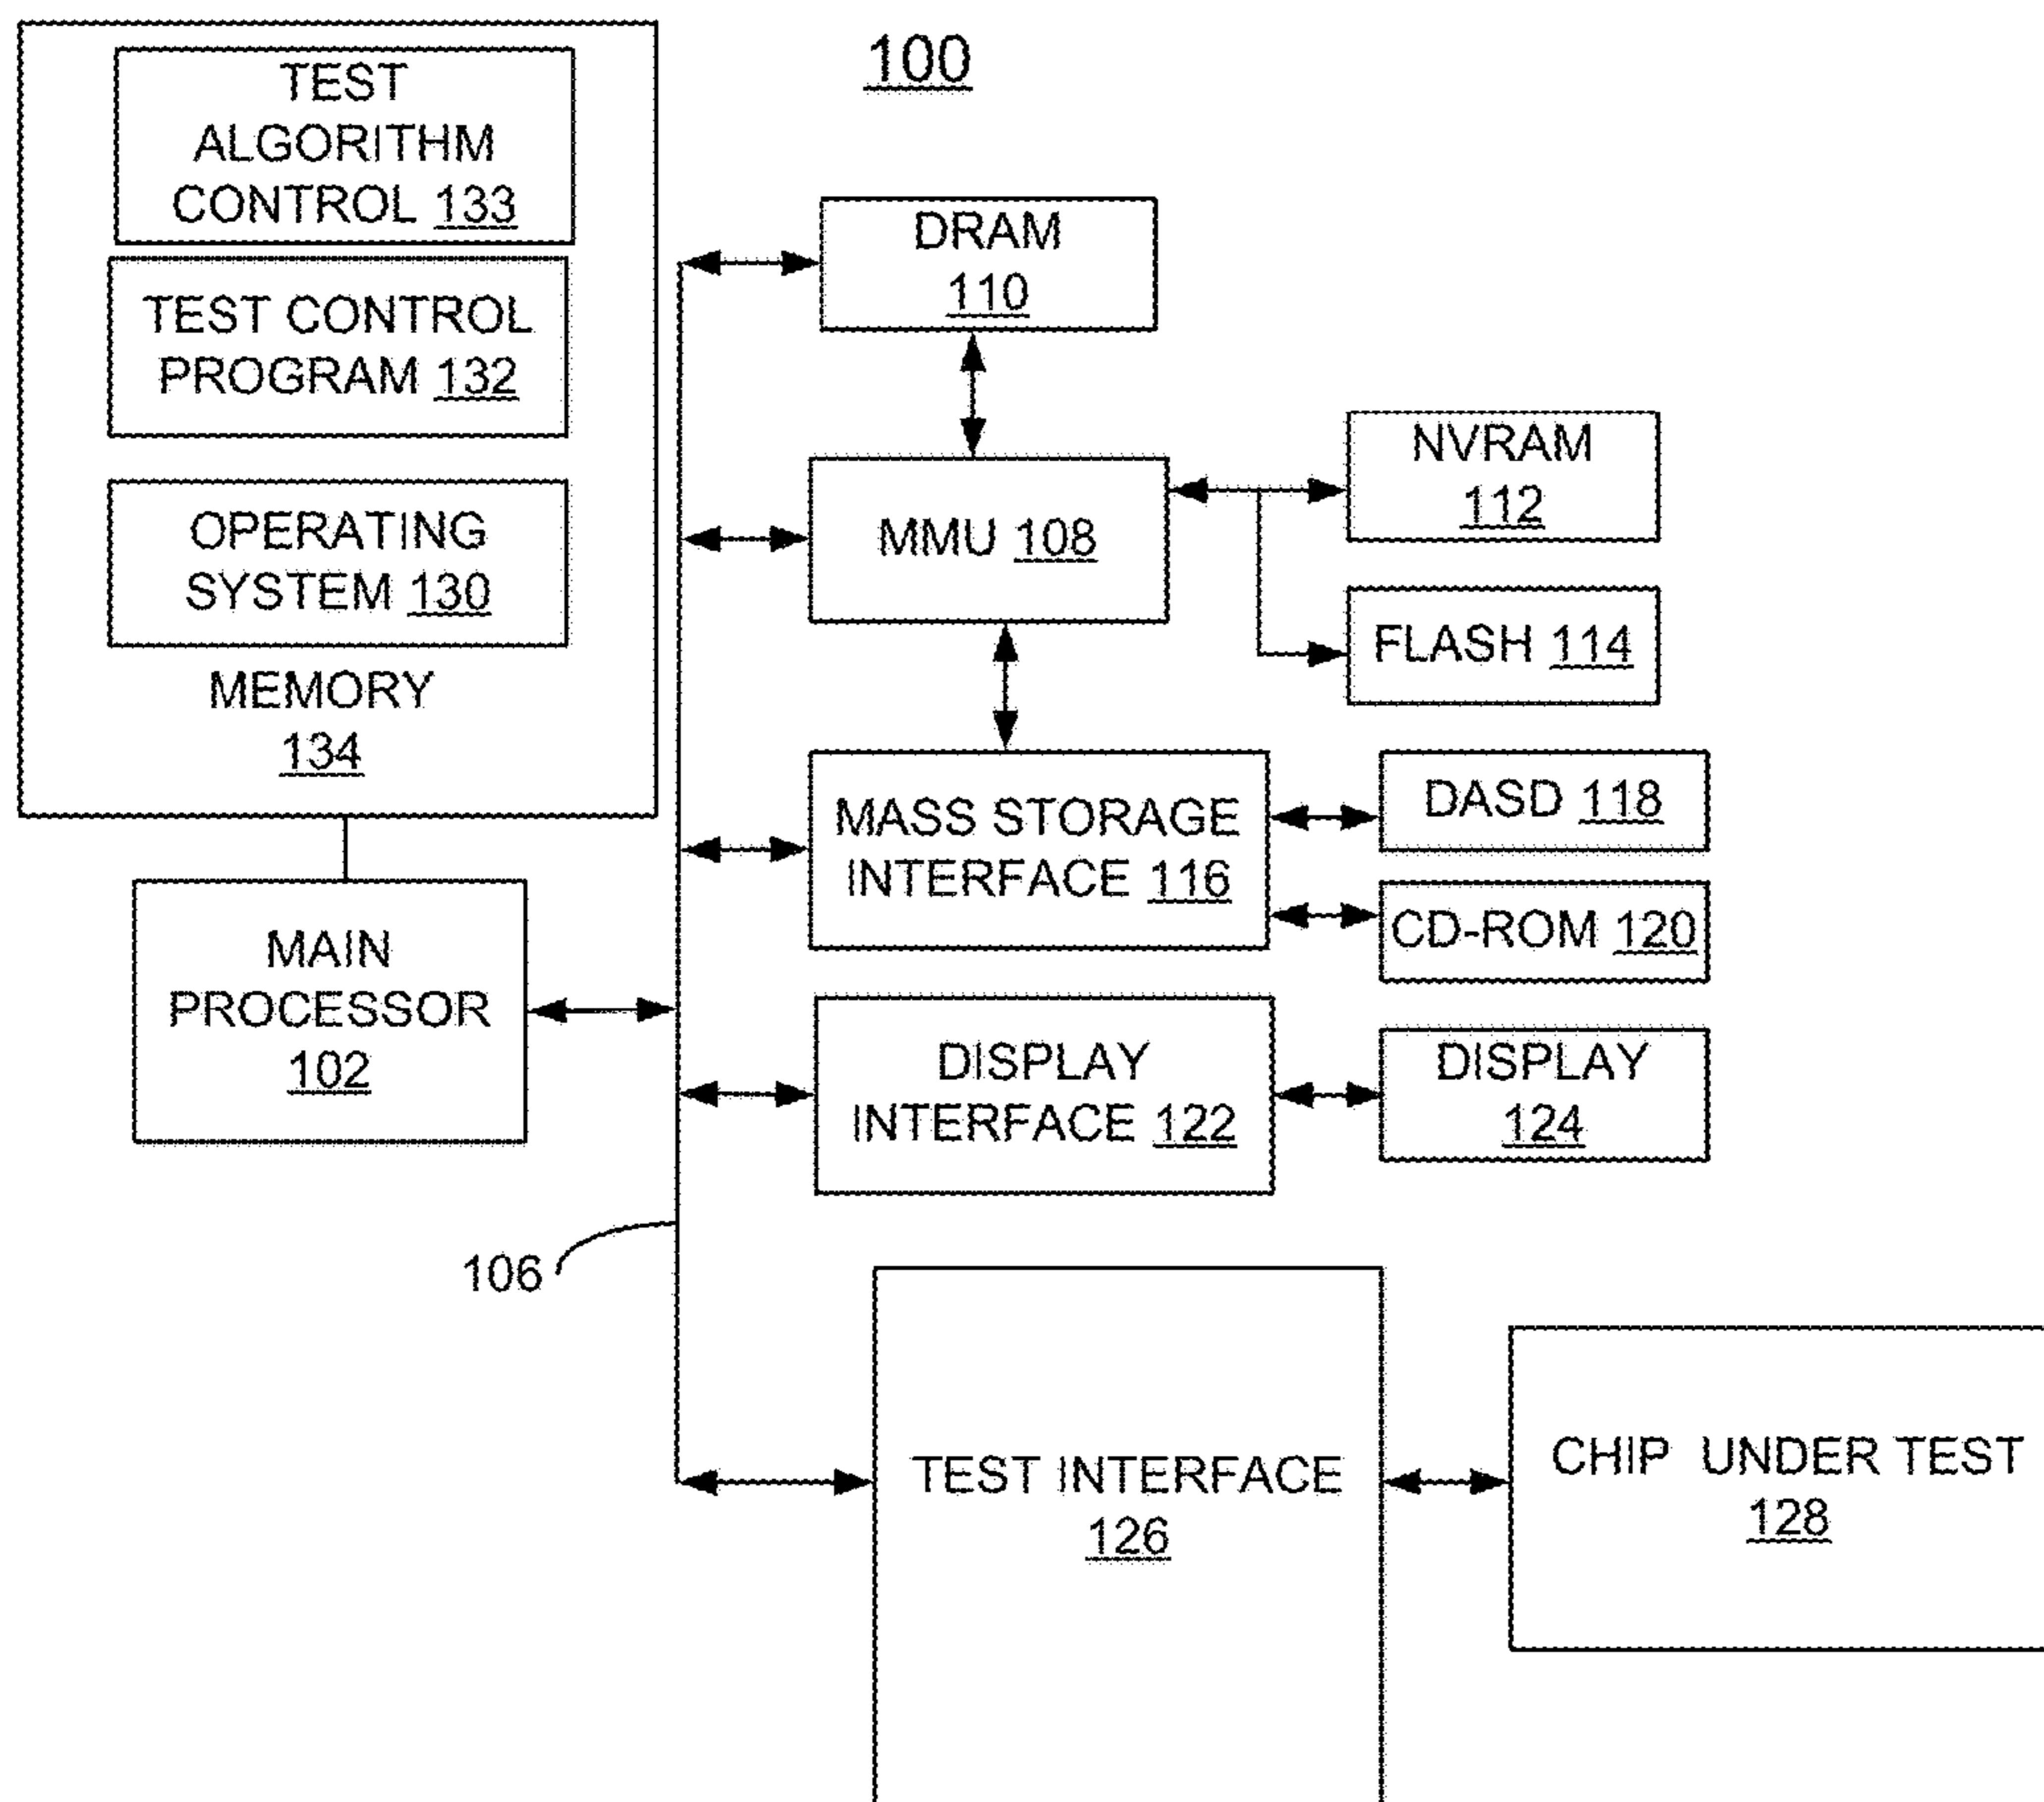 100
TEST
ALGORITHM
CONTROL 133
TEST CONTROL
PROGRAM 132
OPERATING
SYSTEM 130
MEMORY
134
MAIN
PROCESSOR
102
106
DRAM
110
MMU 108
NVRAM
112
FLASH 114
MASS STORAGE
INTERFACE 116
DASD 118
CD-ROM 120
DISPLAY
INTERFACE 122
DISPLAY
124
TEST INTERFACE
126
CHIP UNDER TEST
128